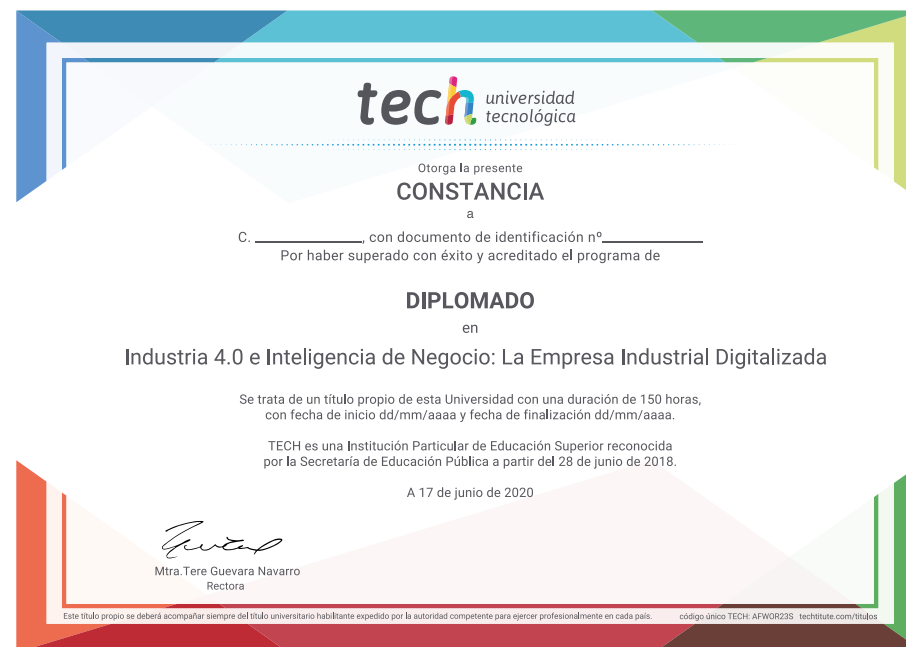 tech universidad
tecnológica
Otorga la presente
CONSTANCIA
a
C. ______________, con documento de identificación nº_____________
Por haber superado con éxito y acreditado el programa de
DIPLOMADO
en
Industria 4.0 e Inteligencia de Negocio: La Empresa Industrial Digitalizada
Se trata de un título propio de esta Universidad con una duración de 150 horas,
con fecha de inicio dd/mm/aaaa y fecha de finalización dd/mm/aaaa.
TECH es una Institución Particular de Educación Superior reconocida
por la Secretaría de Educación Pública a partir del 28 de junio de 2018.
A 17 de junio de 2020
Mtra.Tere Guevara Navarro
Rectora
Este título propio se deberá acompañar siempre del título universitario habilitante expedido por la autoridad competente para ejercer profesionalmente en cada país. código único TECH: AFWOR23S techtitute.com/titulos